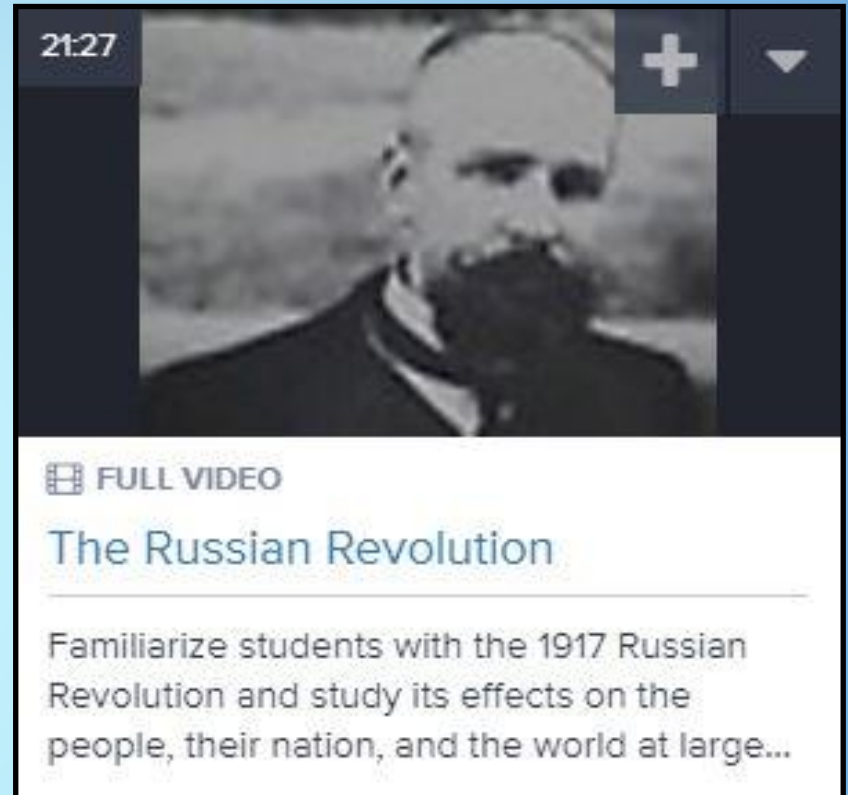 21:27
FULL VIDEO
The Russian Revolution
Familiarize students with the 1917 Russian
Revolution and study its effects on the
people, their nation, and the world at large...